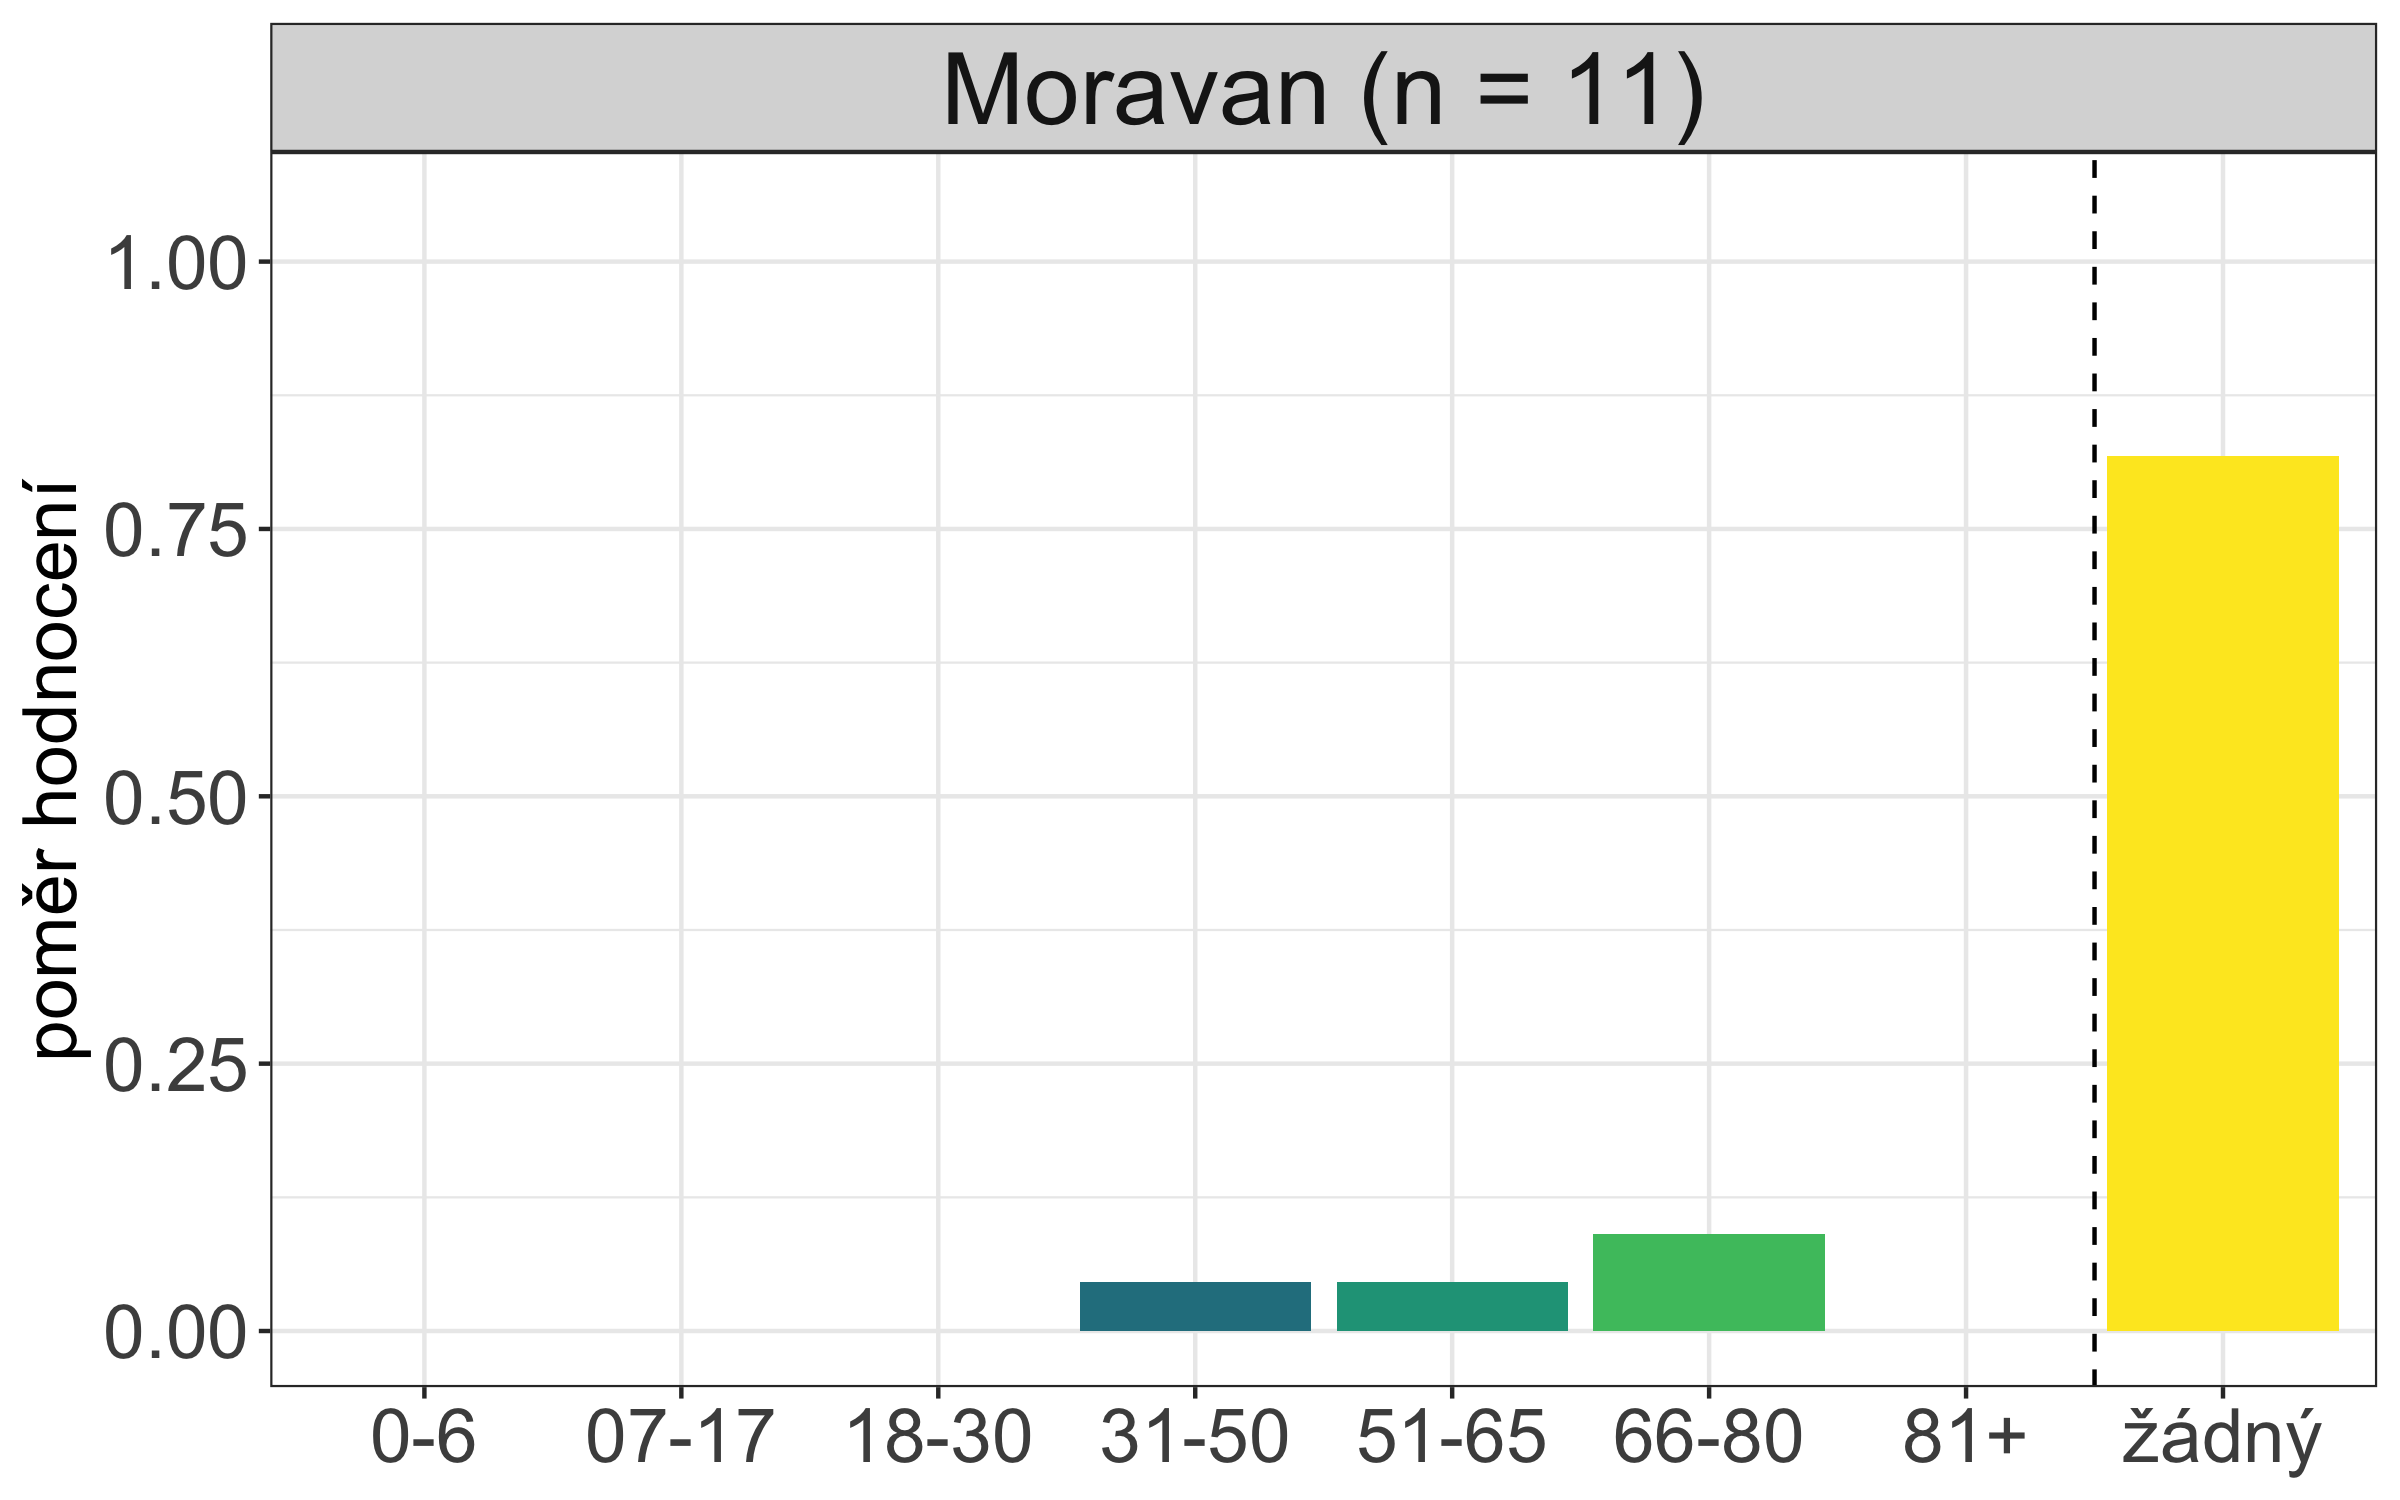 Moravan (n = 11)
poměr hodnocení
1.00
0.75
0.50
0.25
0.00
0-6 07-17 18-30 31-50 51-65 66-80 81+ žádný